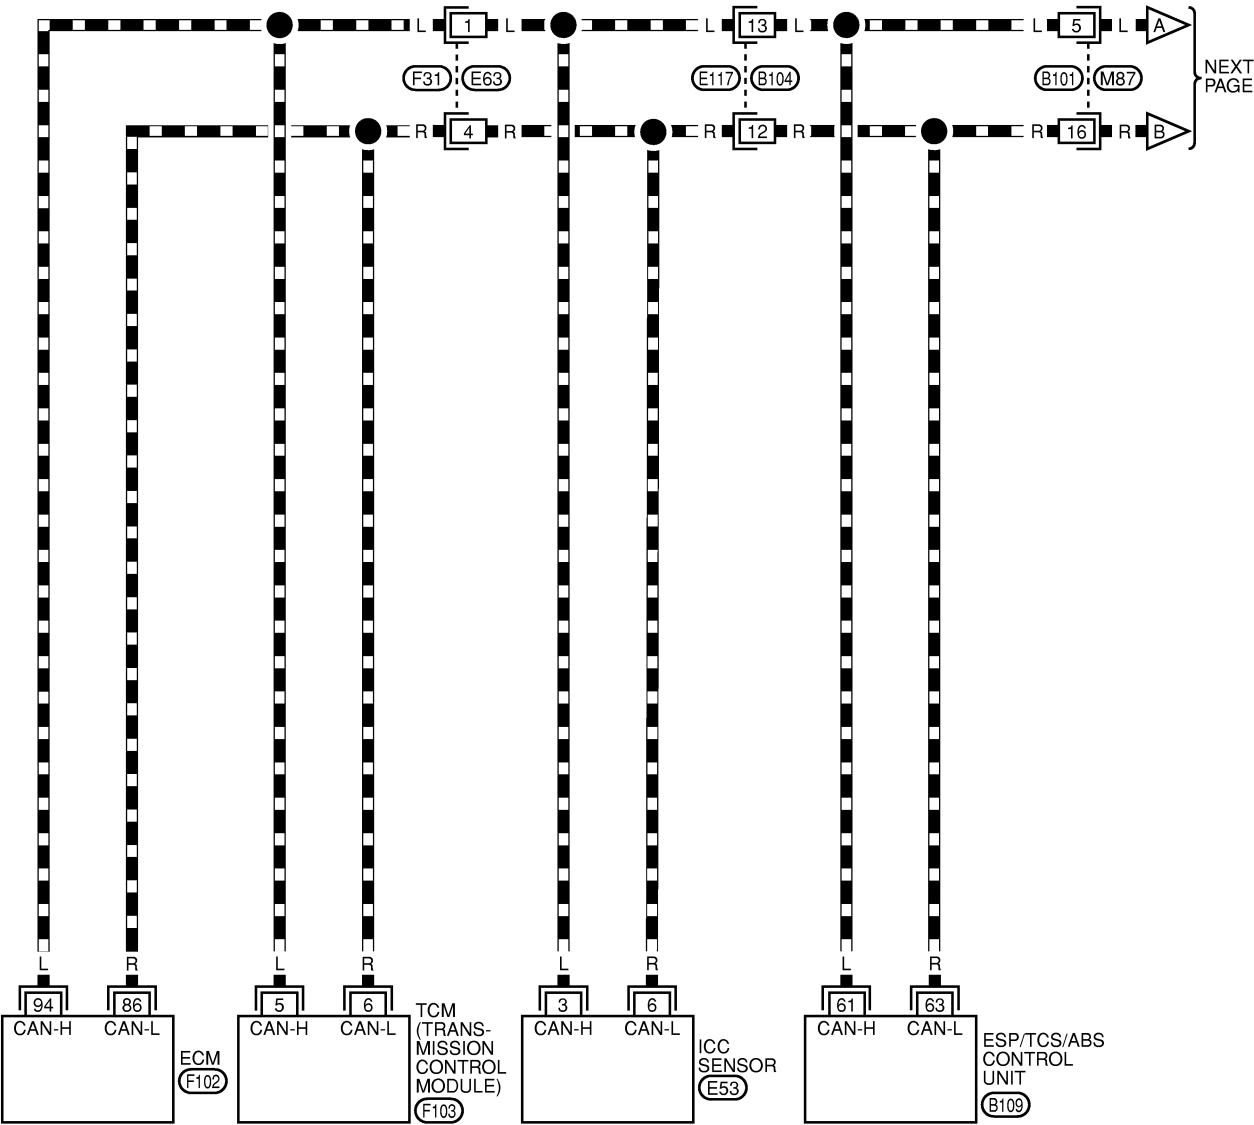 L 1 L L 13 L L 5 L A
F31 E63 E117 B104 B101 M87 NEXT
PAGE
R 4 R R 12 R R 16 R B
L R L R L R L R
94 86 5 6 3 6 61 63
CAN-H CAN-L CAN-H CAN-L CAN-H CAN-L CAN-H CAN-L
ECM
F102
TCM
(TRANS-
MISSION
CONTROL
MODULE)
F103
ICC
SENSOR
E53
ESP/TCS/ABS
CONTROL
UNIT
B109